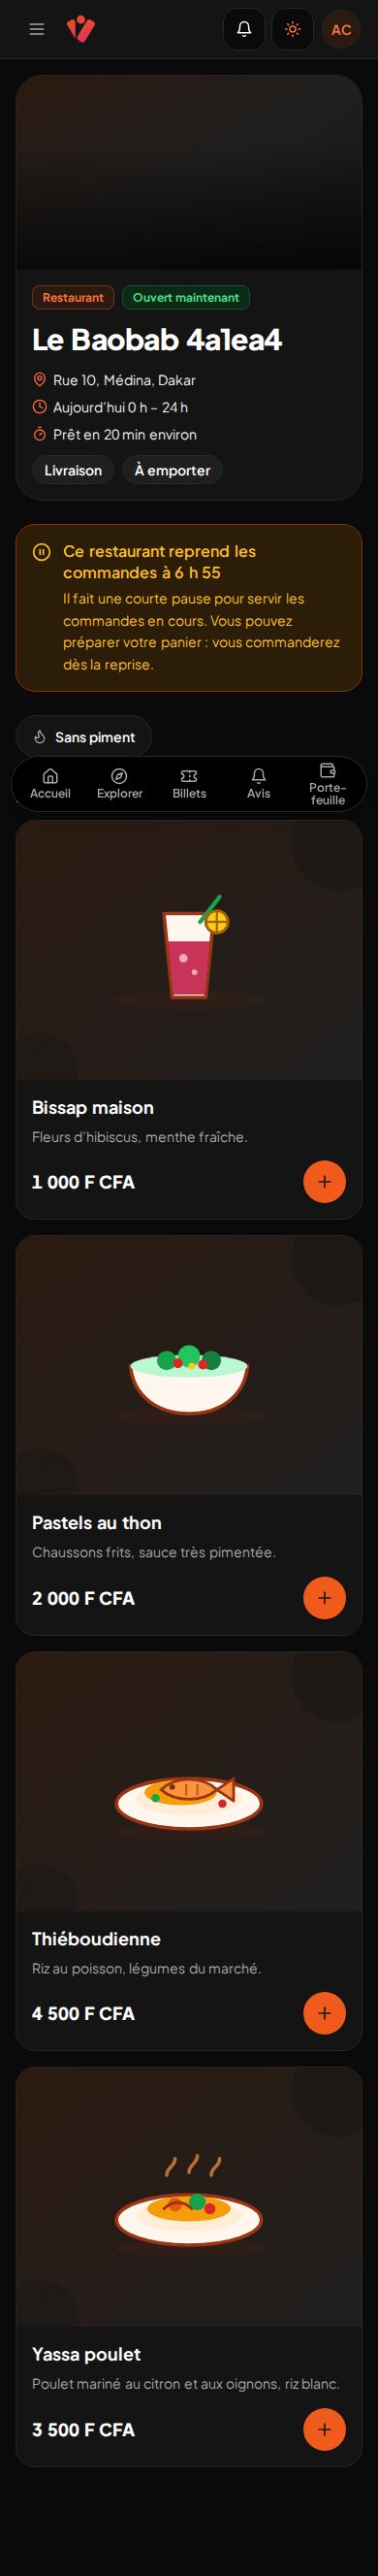 AC
Restaurant
Ouvert maintenant
Le Baobab 4a1ea4
Rue 10, Médina, Dakar
Aujourd'hui 0 h – 24 h
Prêt en 20 min environ
Livraison
À emporter
Ce restaurant reprend les
commandes à 6 h 55
Il fait une courte pause pour servir les
commandes en cours. Vous pouvez
préparer votre panier : vous commanderez
dès la reprise.
Sans piment
Accueil
Explorer
Billets
Avis
Porte-
feuille
Bissap maison
Fleurs d'hibiscus, menthe fraîche.
1 000 F CFA
Pastels au thon
Chaussons frits, sauce très pimentée.
2 000 F CFA
Thiéboudienne
Riz au poisson, légumes du marché.
4 500 F CFA
Yassa poulet
Poulet mariné au citron et aux oignons, riz blanc.
3 500 F CFA